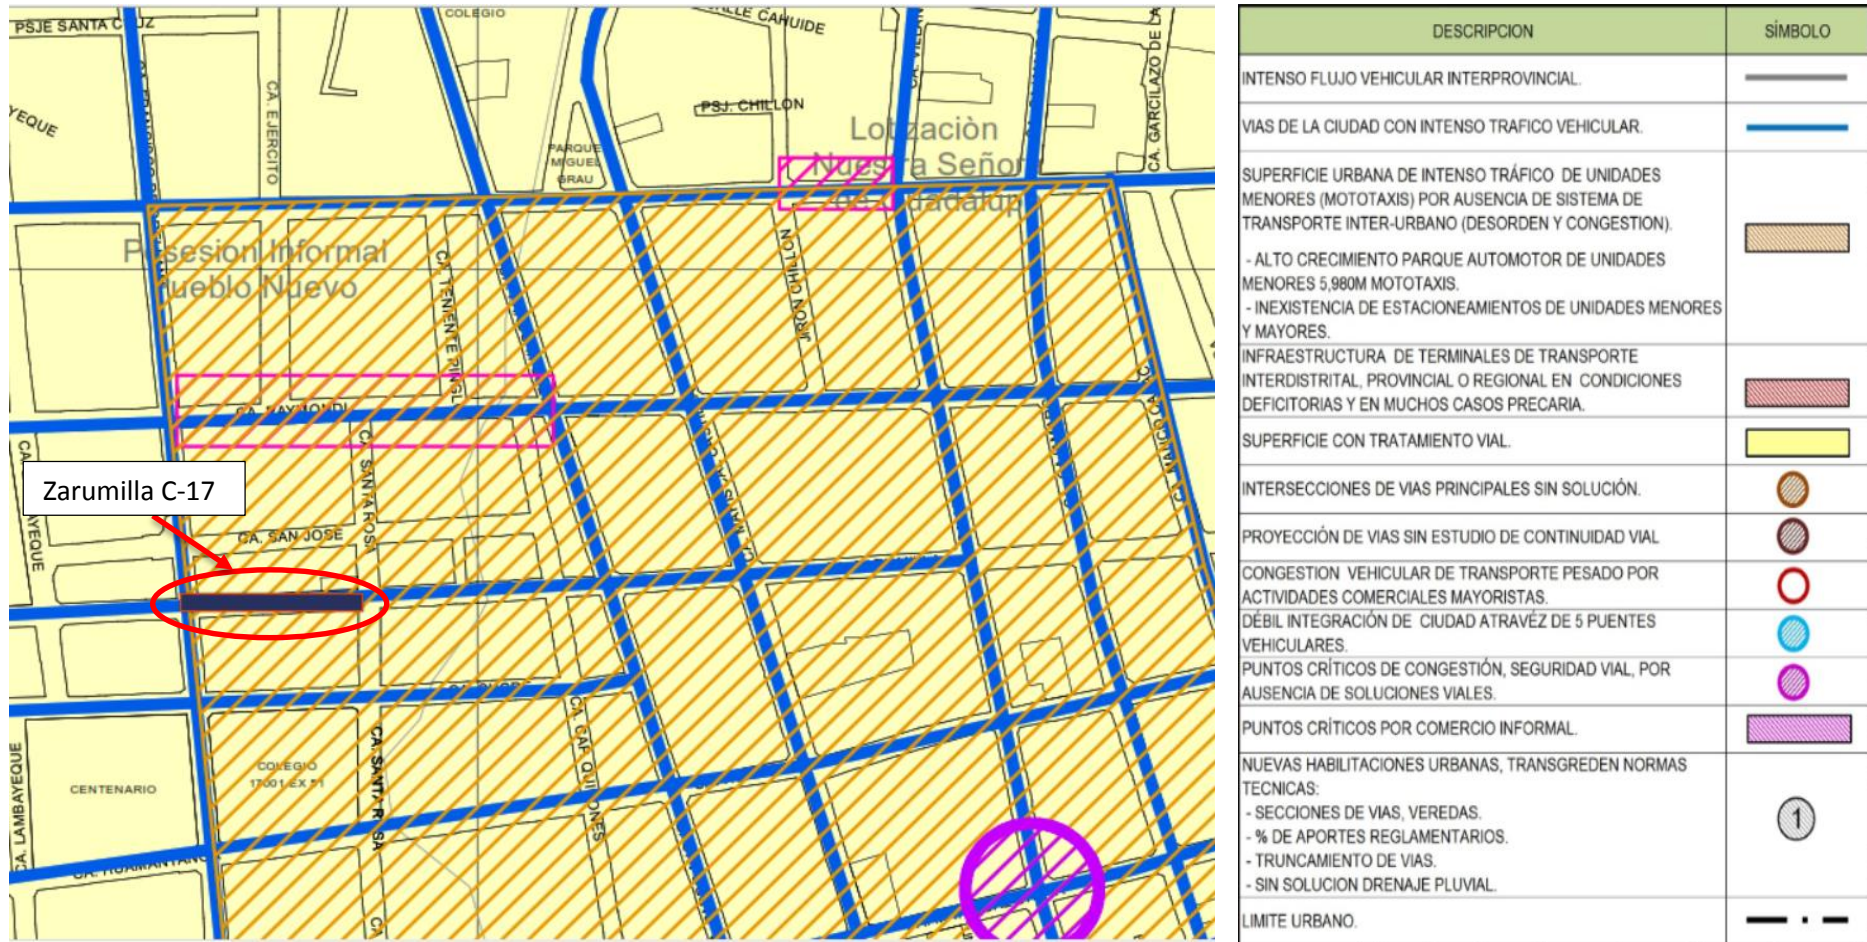 PSJE SANTA CRUZ
COLEGIO
CALLE CAHUIDE
CA. EJERCITO
PSJ. CHILLON
CA. GARCILAZO DE LA
YEQUE
PARQUE
MIGUEL
GRAU
Lotizaciòn
Nuestra Señor
Posesion Informal
Pueblo Nuevo
CA. TENIENTE PINGL
JIRON CHILLON
CA. RAYMONDI
CA. SANTA ROSA
Zarumilla C-17
AYEQUE
CA. SAN JOSE
CA. SANTA ROSA
CA. CAP. QUIÑONES
COLEGIO
CENTENARIO
CA. LAMBAYEQUE
DESCRIPCION
SÍMBOLO
INTENSO FLUJO VEHICULAR INTERPROVINCIAL.
VIAS DE LA CIUDAD CON INTENSO TRAFICO VEHICULAR.
SUPERFICIE URBANA DE INTENSO TRÁFICO DE UNIDADES
MENORES (MOTOTAXIS) POR AUSENCIA DE SISTEMA DE
TRANSPORTE INTER-URBANO (DESORDEN Y CONGESTION).
- ALTO CRECIMIENTO PARQUE AUTOMOTOR DE UNIDADES
MENORES 5,980M MOTOTAXIS.
- INEXISTENCIA DE ESTACIONEAMIENTOS DE UNIDADES MENORES
Y MAYORES.
INFRAESTRUCTURA DE TERMINALES DE TRANSPORTE
INTERDISTRITAL, PROVINCIAL O REGIONAL EN CONDICIONES
DEFICITORIAS Y EN MUCHOS CASOS PRECARIA.
SUPERFICIE CON TRATAMIENTO VIAL.
INTERSECCIONES DE VIAS PRINCIPALES SIN SOLUCIÓN.
PROYECCIÓN DE VIAS SIN ESTUDIO DE CONTINUIDAD VIAL
CONGESTION VEHICULAR DE TRANSPORTE PESADO POR
ACTIVIDADES COMERCIALES MAYORISTAS.
DÉBIL INTEGRACIÓN DE CIUDAD ATRAVÉZ DE 5 PUENTES
VEHICULARES.
PUNTOS CRÍTICOS DE CONGESTIÓN, SEGURIDAD VIAL, POR
AUSENCIA DE SOLUCIONES VIALES.
PUNTOS CRÍTICOS POR COMERCIO INFORMAL.
NUEVAS HABILITACIONES URBANAS, TRANSGREDEN NORMAS
TECNICAS:
- SECCIONES DE VIAS, VEREDAS.
- % DE APORTES REGLAMENTARIOS.
- TRUNCAMIENTO DE VIAS.
- SIN SOLUCION DRENAJE PLUVIAL.
1
LIMITE URBANO.